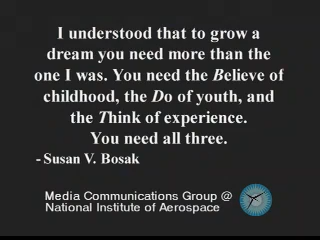 I understood that to grow a
dream you need more than the
one I was. You need the Believe of
childhood, the Do of youth, and
the Think of experience.
You need all three.
- Susan V. Bosak
Media Communications Group @
National Institute of Aerospace